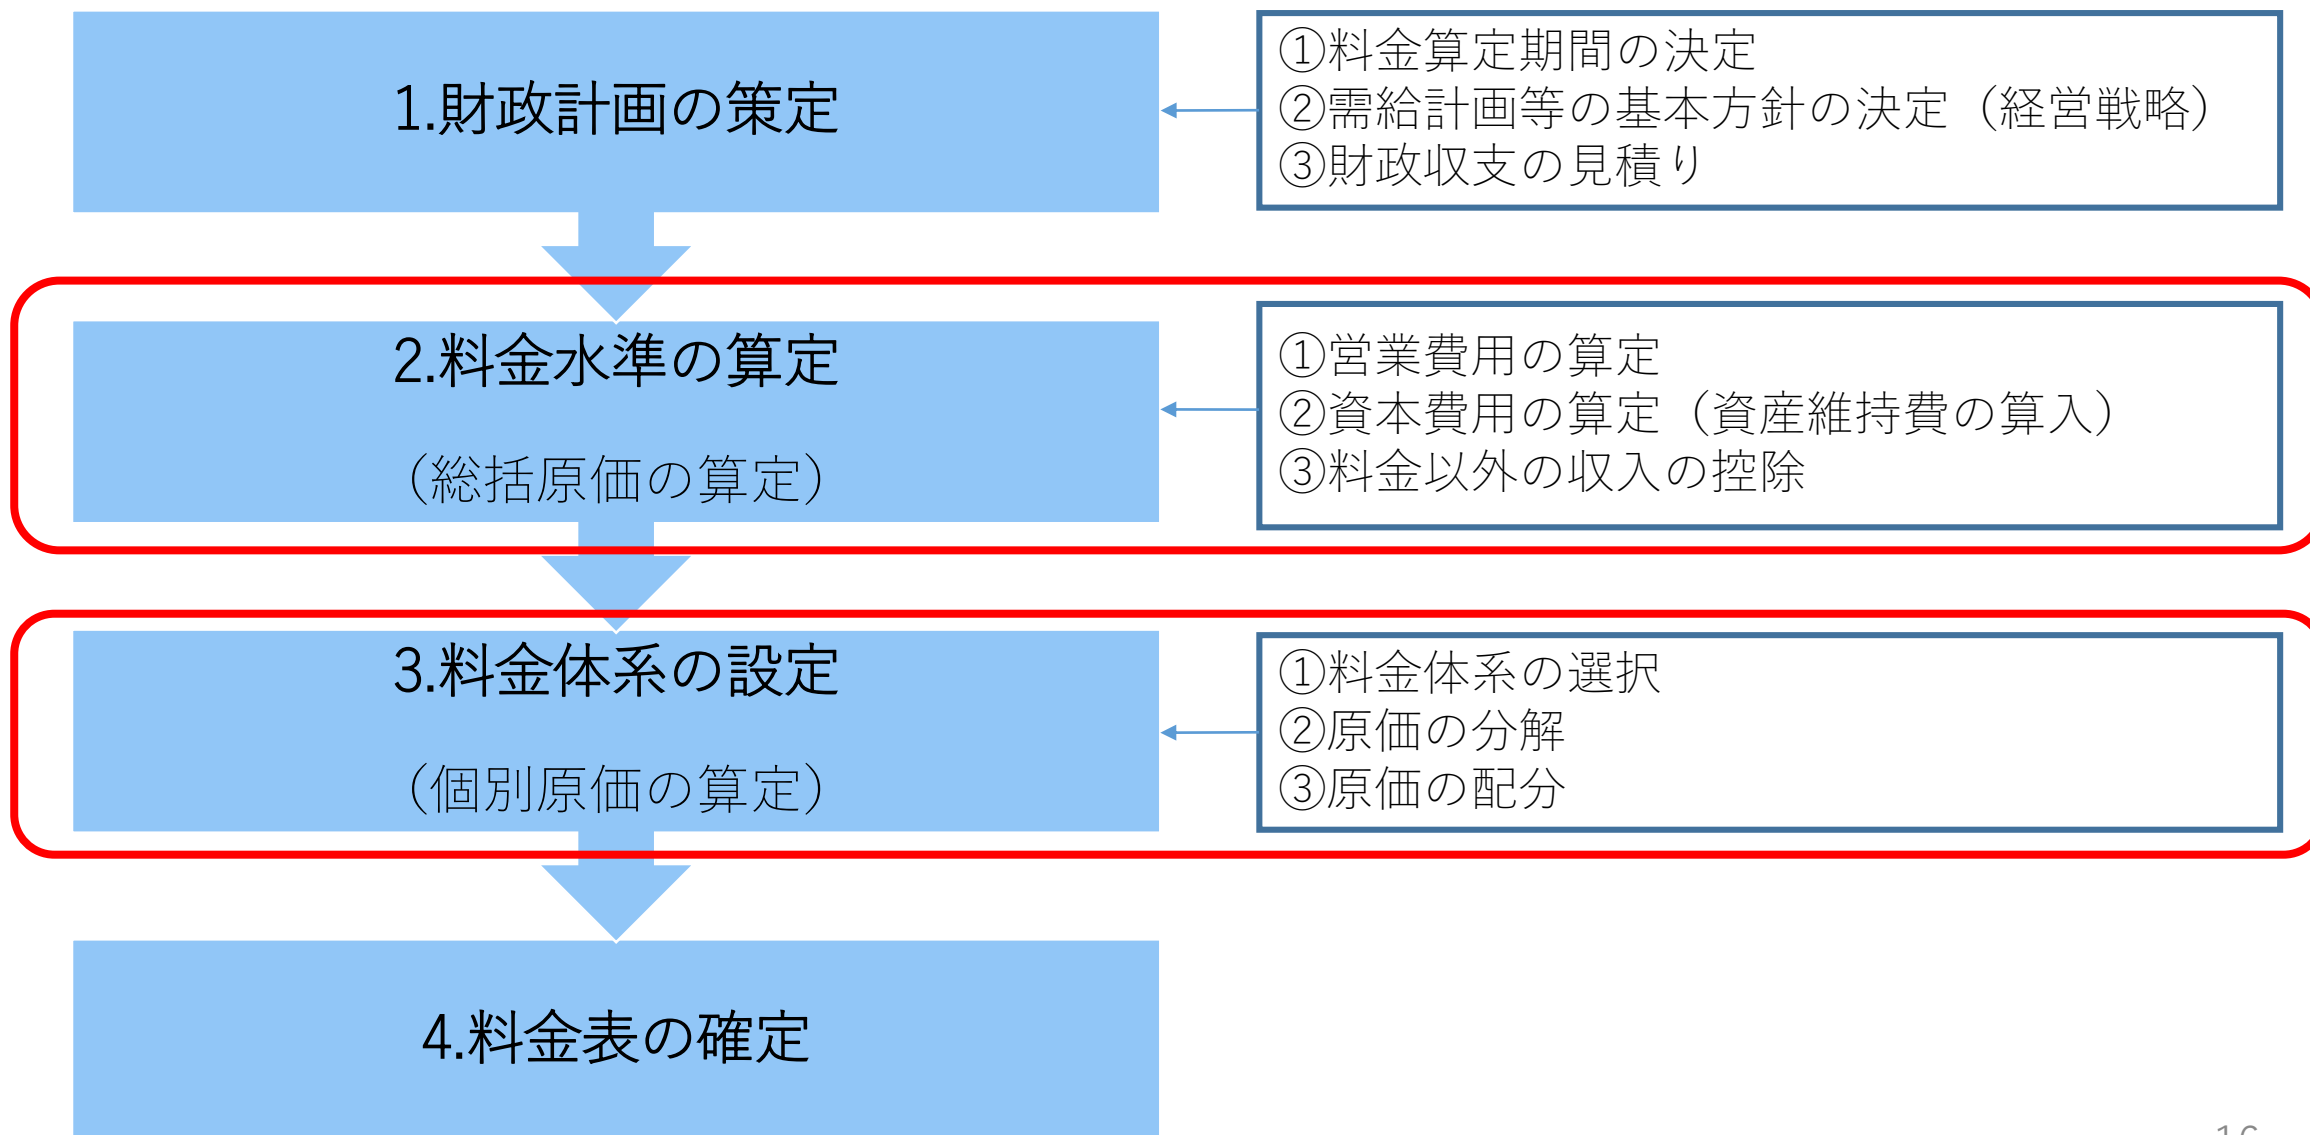 1.財政計画の策定
①料金算定期間の決定
②需給計画等の基本方針の決定（経営戦略）
③財政収支の見積り
2.料金水準の算定
（総括原価の算定）
①営業費用の算定
②資本費用の算定（資産維持費の算入）
③料金以外の収入の控除
3.料金体系の設定
（個別原価の算定）
①料金体系の選択
②原価の分解
③原価の配分
4.料金表の確定
16